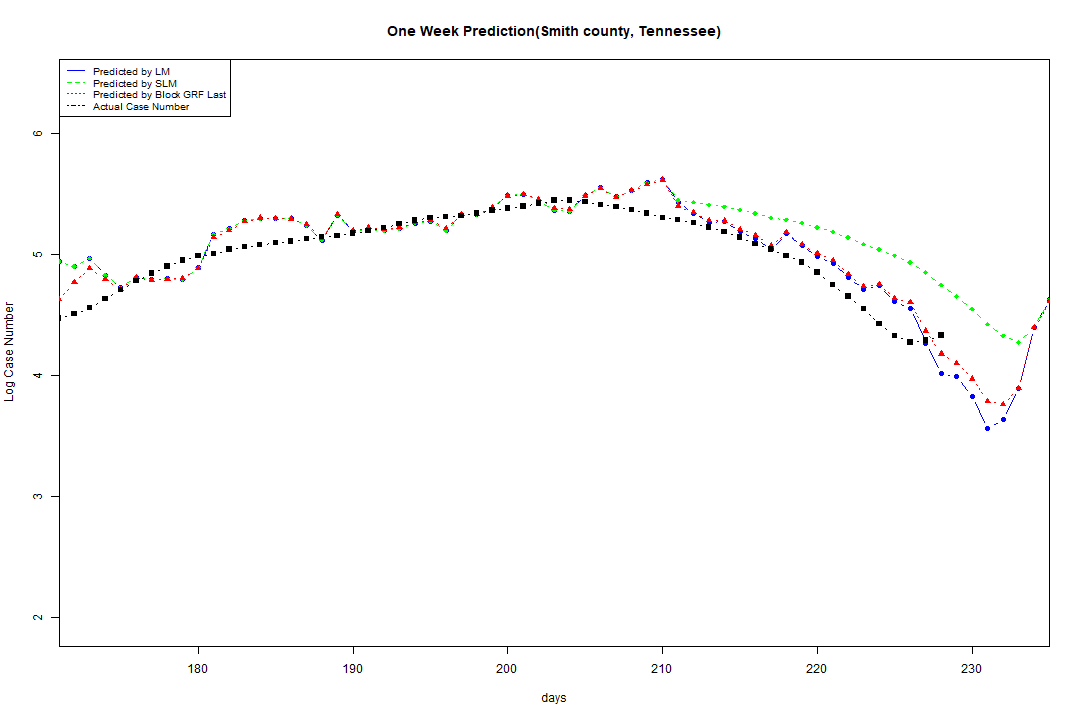 One Week Prediction(Smith county, Tennessee)
Predicted by LM
Predicted by SLM
Predicted by Block GRF Last
Actual Case Number
6
5
4
3
2
Log Case Number
180 190 200 210 220 230
days